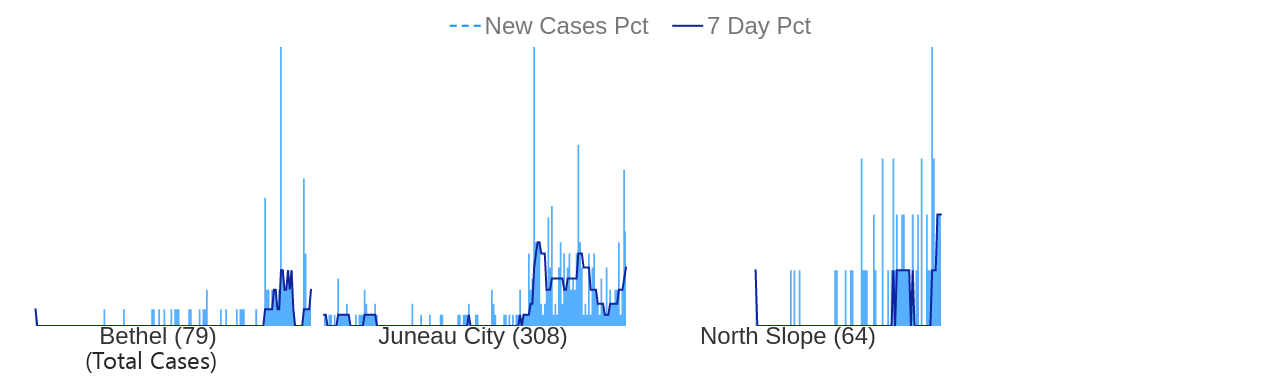 New Cases Pct 7 Day Pct
Bethel (79) Juneau City (308) North Slope (64)
(Total Cases)